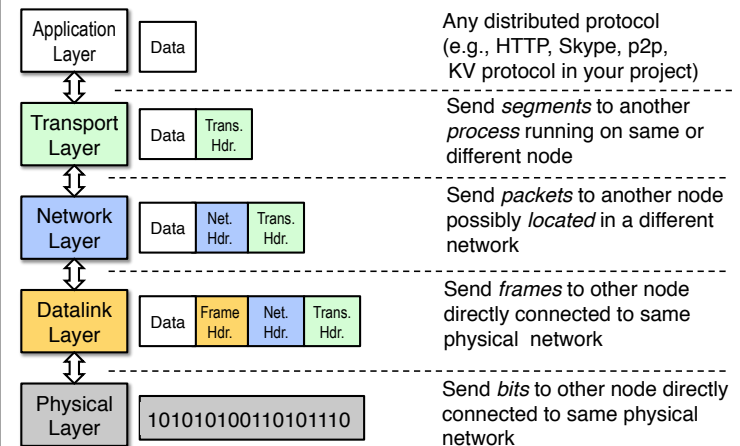 Application
Layer
Data
Any distributed protocol
(e.g., HTTP, Skype, p2p,
KV protocol in your project)
Transport
Layer
Data
Trans.
Hdr.
Send segments to another
process running on same or
different node
Network
Layer
Data
Net.
Hdr.
Trans.
Hdr.
Send packets to another node
possibly located in a different
network
Datalink
Layer
Data
Frame
Hdr.
Net.
Hdr.
Trans.
Hdr.
Send frames to other node
directly connected to same
physical network
Physical
Layer
101010100110101110
Send bits to other node directly
connected to same physical
network